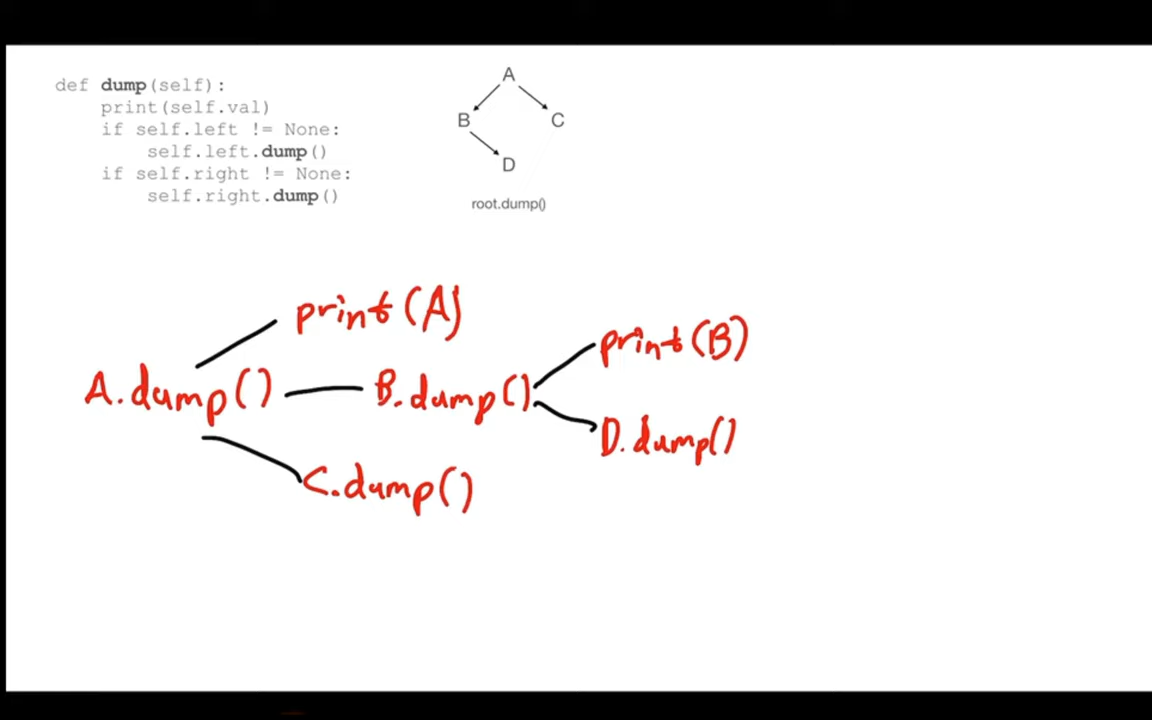 def dump(self):
    print(self.val)
    if self.left != None:
        self.left.dump()
    if self.right != None:
        self.right.dump()
A
B C
D
root.dump()
print(A)
print(B)
A.dump() B.dump()
D.dump()
C.dump()